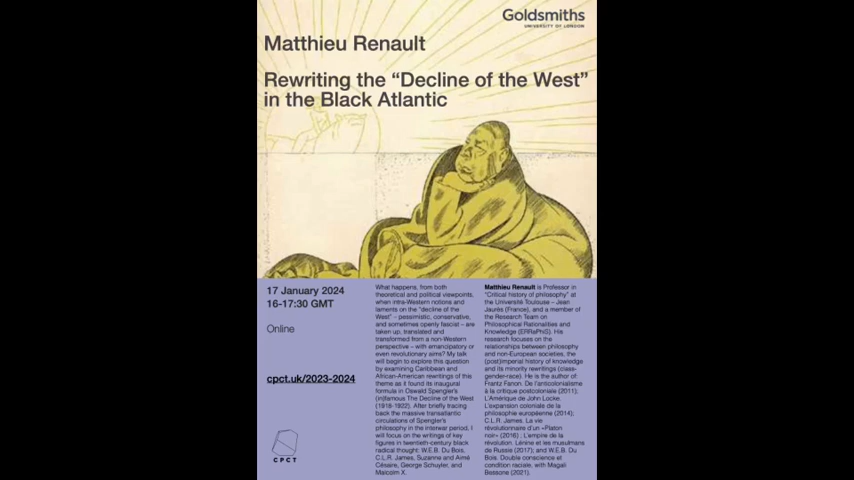 Goldsmiths
UNIVERSITY OF LONDON
Matthieu Renault
Rewriting the “Decline of the West”
in the Black Atlantic
17 January 2024
16-17:30 GMT
Online
cpct.uk/2023-2024
CPCT
What happens, from both
theoretical and political viewpoints,
when intra-Western notions and
laments on the “decline of the
West” – pessimistic, conservative,
and sometimes openly fascist – are
taken up, translated and
transformed from a non-Western
perspective – with emancipatory or
even revolutionary aims? My talk
will begin to explore this question
by examining Caribbean and
African-American rewritings of this
theme as it found its inaugural
formula in Oswald Spengler’s
(in)famous The Decline of the West
(1918-1922). After briefly tracing
back the massive transatlantic
circulations of Spengler’s
philosophy in the interwar period, I
will focus on the writings of key
figures in twentieth-century black
radical thought: W.E.B. Du Bois,
C.L.R. James, Suzanne and Aimé
Césaire, George Schuyler, and
Malcolm X.
Matthieu Renault is Professor in
“Critical history of philosophy” at
the Université Toulouse – Jean
Jaurès (France), and a member of
the Research Team on
Philosophical Rationalities and
Knowledge (ERRaPhiS). His
research focuses on the
relationships between philosophy
and non-European societies, the
(post)imperial history of knowledge
and its minority rewritings (class-
gender-race). He is the author of:
Frantz Fanon. De l’anticolonialisme
à la critique postcoloniale (2011);
L’Amérique de John Locke.
L’expansion coloniale de la
philosophie européenne (2014);
C.L.R. James. La vie
révolutionnaire d’un «Platon
noir» (2016) ; L’empire de la
révolution. Lénine et les musulmans
de Russie (2017); and W.E.B. Du
Bois. Double conscience et
condition raciale, with Magali
Bessone (2021).